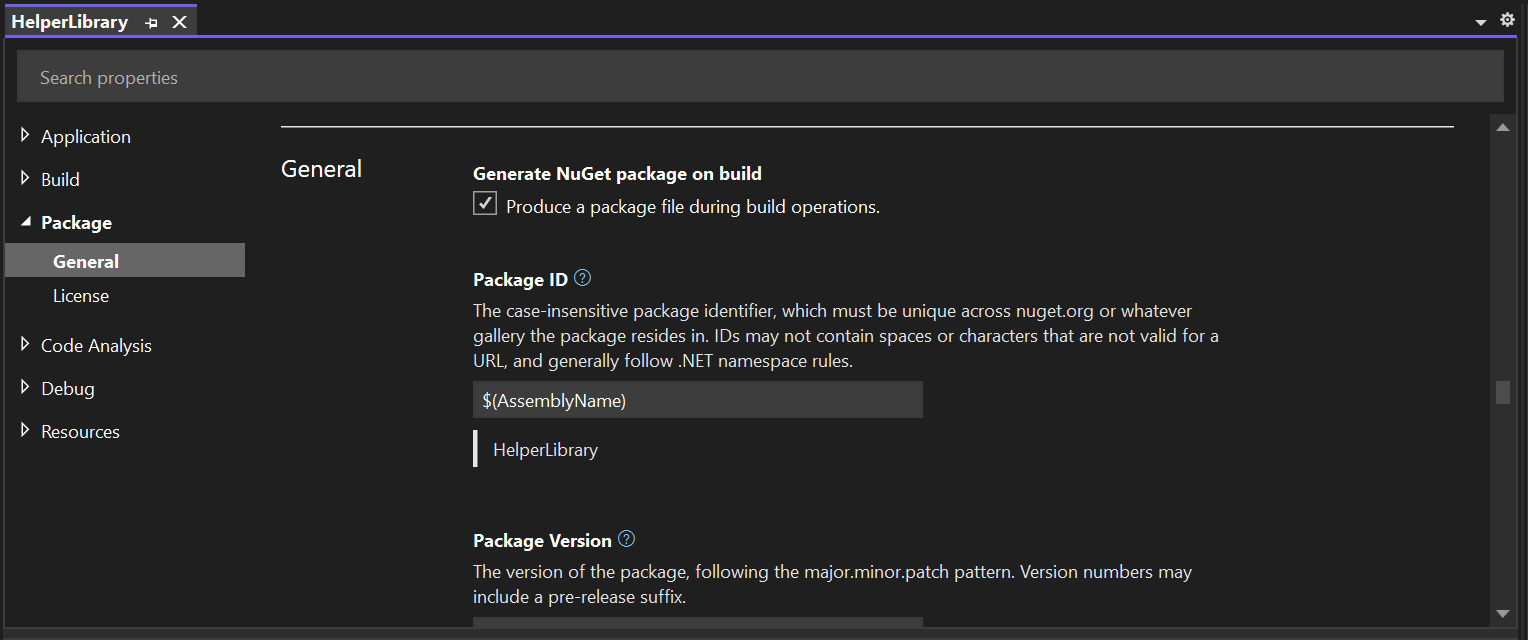 HelperLibrary
Search properties
Application
Build
Package
General
License
Code Analysis
Debug
Resources
General
Generate NuGet package on build
Produce a package file during build operations.
Package ID
The case-insensitive package identifier, which must be unique across nuget.org or whatever
gallery the package resides in. IDs may not contain spaces or characters that are not valid for a
URL, and generally follow .NET namespace rules.
$(AssemblyName)
HelperLibrary
Package Version
The version of the package, following the major.minor.patch pattern. Version numbers may
include a pre-release suffix.